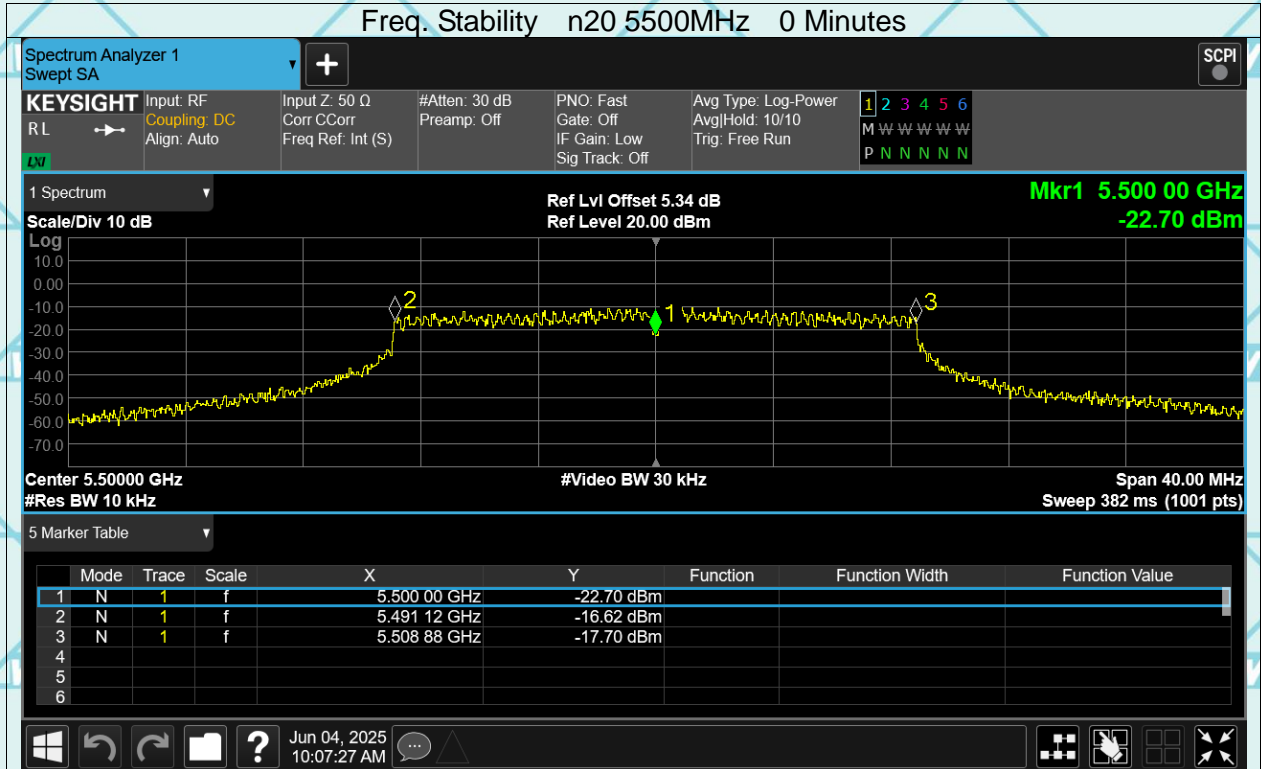 Freq. Stability n20 5500MHz 0 Minutes
Spectrum Analyzer 1
Swept SA
+
SCPI
KEYSIGHT
R L
LXI
Input: RF
Coupling: DC
Align: Auto
Input Z: 50 Ω
Corr CCorr
Freq Ref: Int (S)
#Atten: 30 dB
Preamp: Off
PNO: Fast
Gate: Off
IF Gain: Low
Sig Track: Off
Avg Type: Log-Power
Avg|Hold: 10/10
Trig: Free Run
1 2 3 4 5 6
M W W W W W
P N N N N N
1 Spectrum
Scale/Div 10 dB
Ref Lvl Offset 5.34 dB
Ref Level 20.00 dBm
Mkr1 5.500 00 GHz
-22.70 dBm
Log
10.0
0.00
-10.0
-20.0
-30.0
-40.0
-50.0
-60.0
-70.0
2
1
3
Center 5.50000 GHz
#Video BW 30 kHz
Span 40.00 MHz
#Res BW 10 kHz
Sweep 382 ms (1001 pts)
5 Marker Table
Mode Trace Scale X Y Function Function Width Function Value
1 N 1 f 5.500 00 GHz -22.70 dBm
2 N 1 f 5.491 12 GHz -16.62 dBm
3 N 1 f 5.508 88 GHz -17.70 dBm
4
5
6
?
Jun 04, 2025
10:07:27 AM